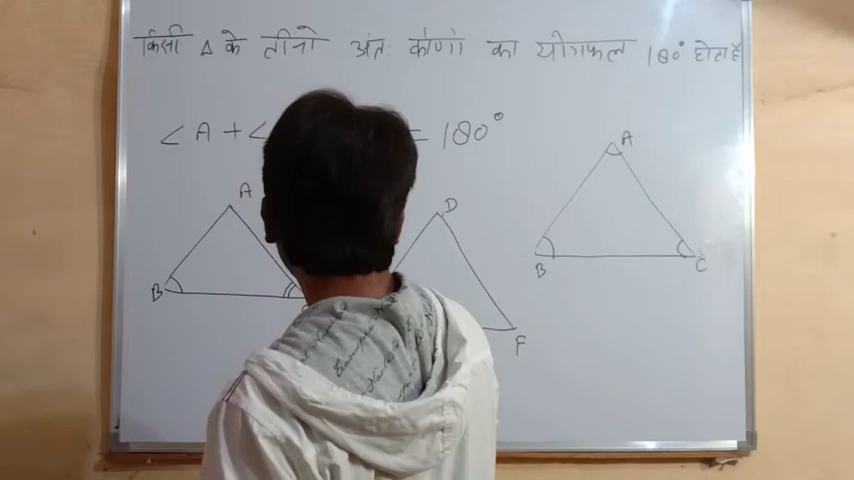 किसी Δ के तीनो अंतः कोणो का योगफल 180° होता है
∠A + ∠ = 180°
A
A D
B C
B
F